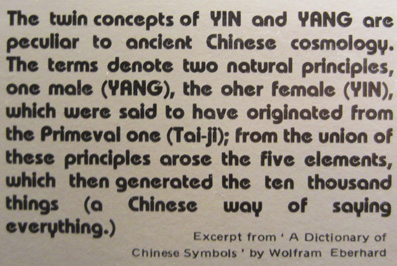 The twin concepts of YIN and YANG are
peculiar to ancient Chinese cosmology.
The terms denote two natural principles,
one male (YANG), the oher female (YIN),
which were said to have originated from
the Primeval one (Tai-ji); from the union of
these principles arose the five elements,
which then generated the ten thousand
things (a Chinese way of saying
everything.)
Excerpt from ' A Dictionary of
Chinese Symbols ' by Wolfram Eberhard